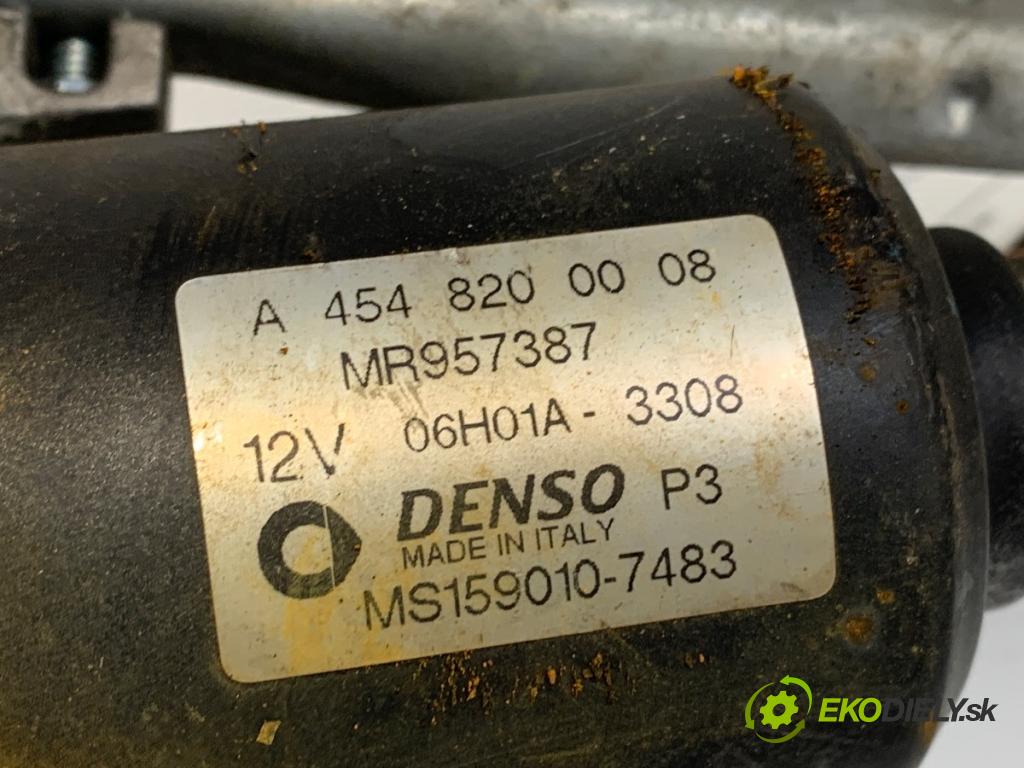 A 454 820 00 08
MR957387
12V 06H01A - 3308
DENSO P3
MADE IN ITALY
MS159010-7483
EKODIELY.sk